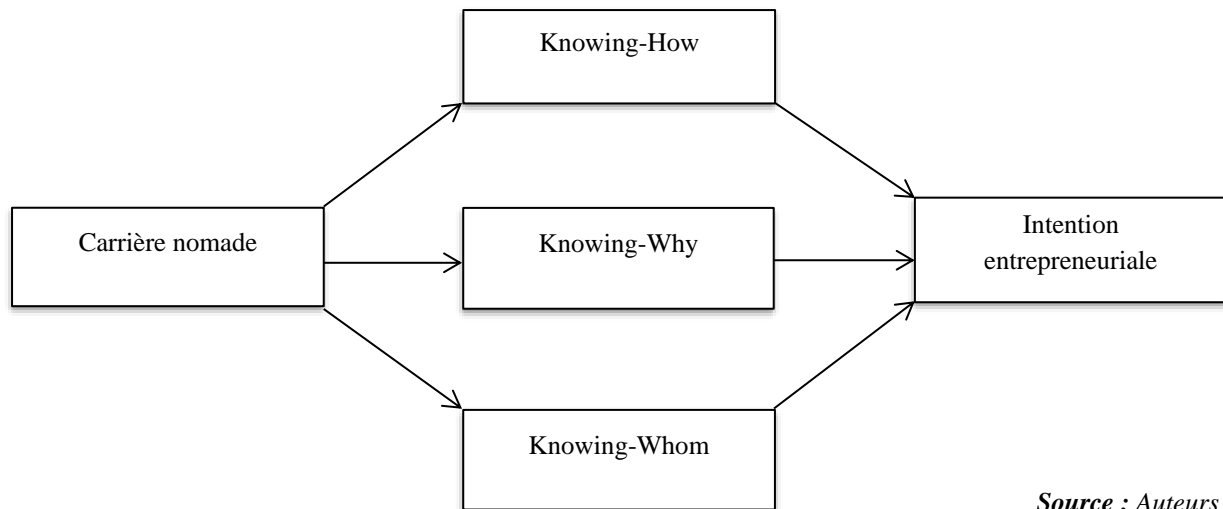 Knowing-How
Carrière nomade
Knowing-Why
Intention
entrepreneuriale
Knowing-Whom
Source : Auteurs